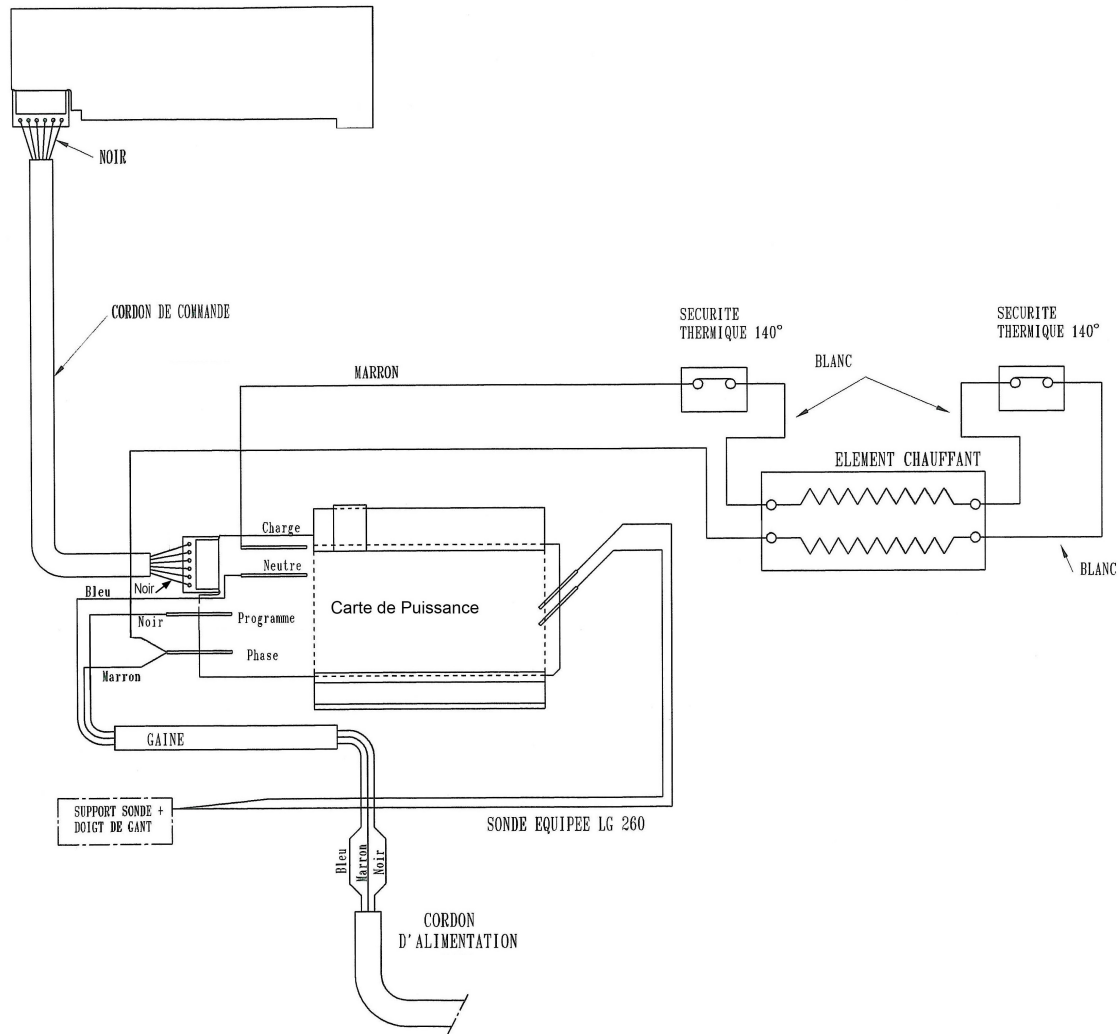 NOIR
CORDON DE COMMANDE
SECURITE
THERMIQUE 140°
SECURITE
THERMIQUE 140°
MARRON
BLANC
ELEMENT CHAUFFANT
Charge
Neutre
BLANC
Bleu
Noir
Carte de Puissance
Noir
Programme
Phase
Marron
GAINE
SUPPORT SONDE +
DOIGT DE GANT
SONDE EQUIPEE LG 260
Bleu
Marron
Noir
CORDON
D'ALIMENTATION